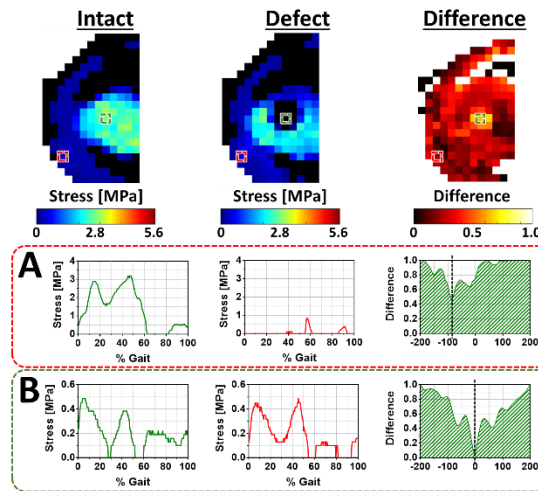 Intact Defect Difference
Stress [MPa] Stress [MPa] Difference
0 2.8 5.6 0 2.8 5.6 0 0.5 1.0
A
Stress [MPa]
4
3
2
1
0
0 20 40 60 80 100
% Gait
Stress [MPa]
4
3
2
1
0
0 20 40 60 80 100
% Gait
Difference
1.0
0.8
0.6
0.4
0.2
0.0
-200 -100 0 100 200
B
Stress [MPa]
0.6
0.4
0.2
0.0
0 20 40 60 80 100
% Gait
Stress [MPa]
0.6
0.4
0.2
0.0
0 20 40 60 80 100
% Gait
Difference
1.0
0.8
0.6
0.4
0.2
0.0
-200 -100 0 100 200